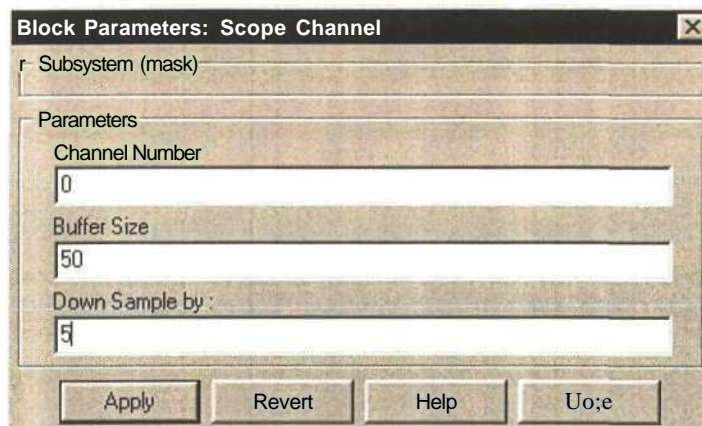 Block Parameters: Scope Channel
r Subsystem (mask)
Parameters
Channel Number
0
Buffer Size
50
Down Sample by :
5
Apply Revert Help Uo;e